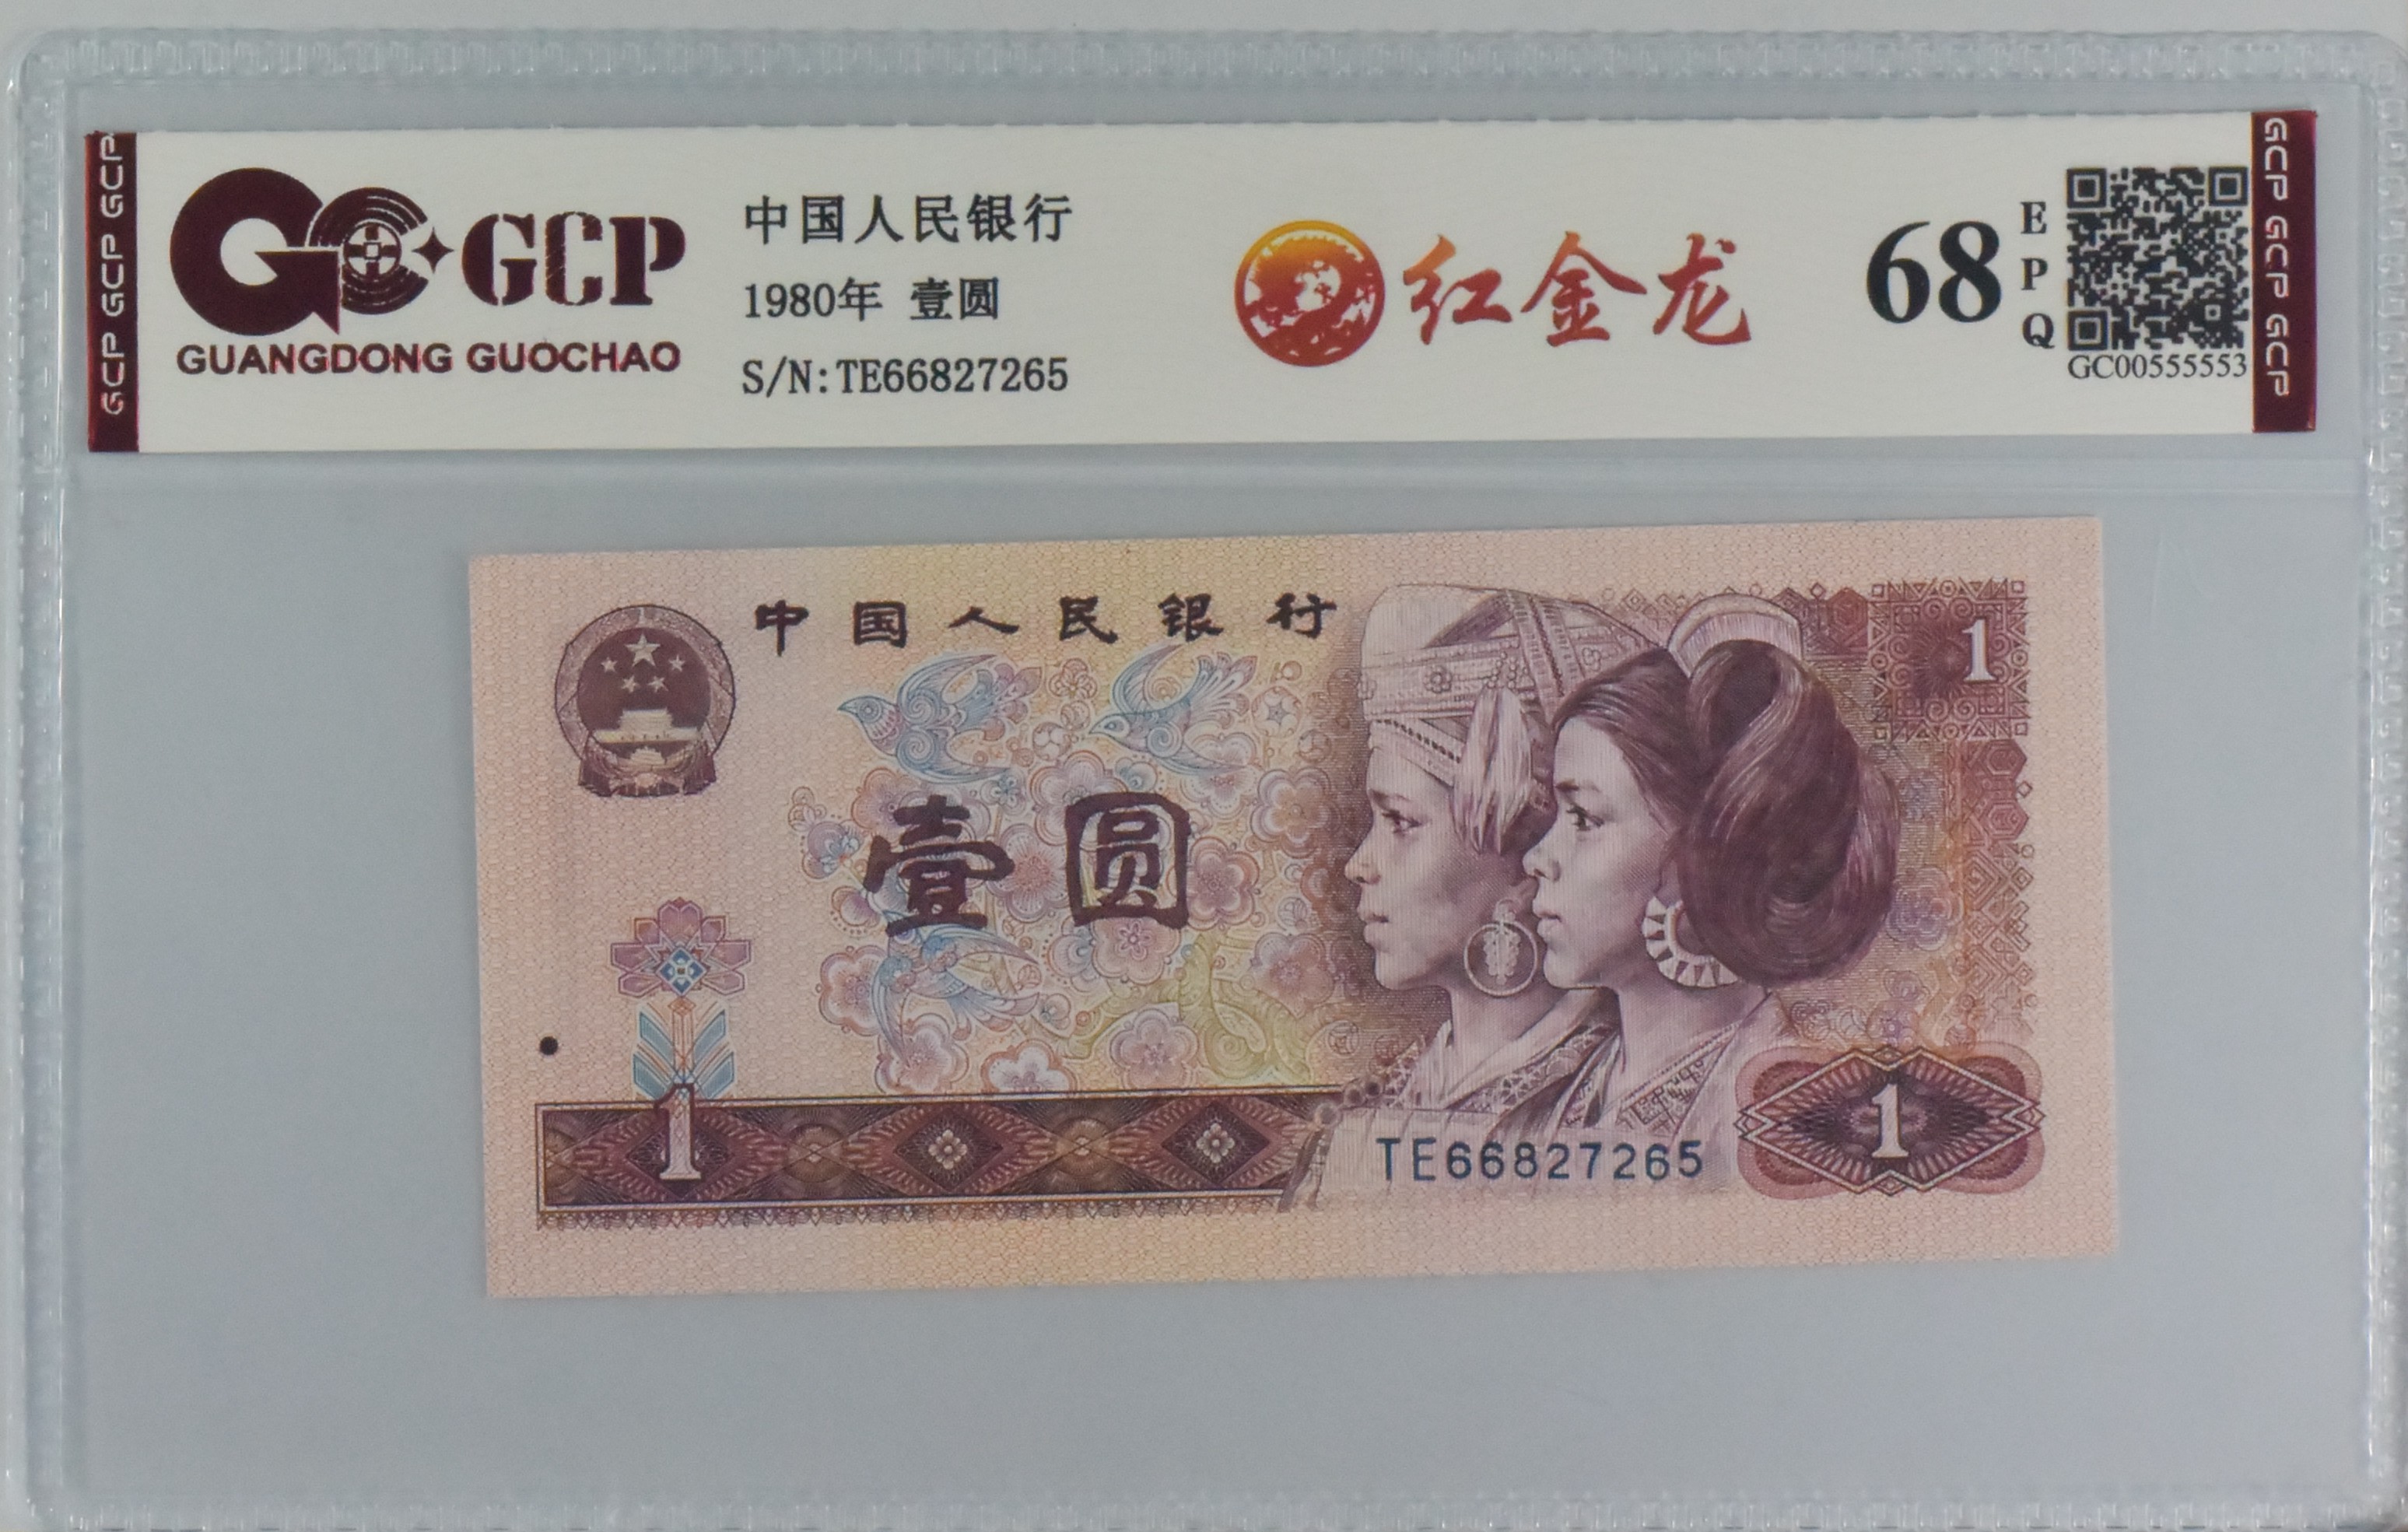 GCP GCP GCP
GCP
GUANGDONG GUOCHAO
中国人民银行
1980年 壹圆
S/N:TE66827265
红金龙
68
EPQ
GC00555553
GCP GCP GCP
中国人民银行
1
壹圆
1
TE66827265
1